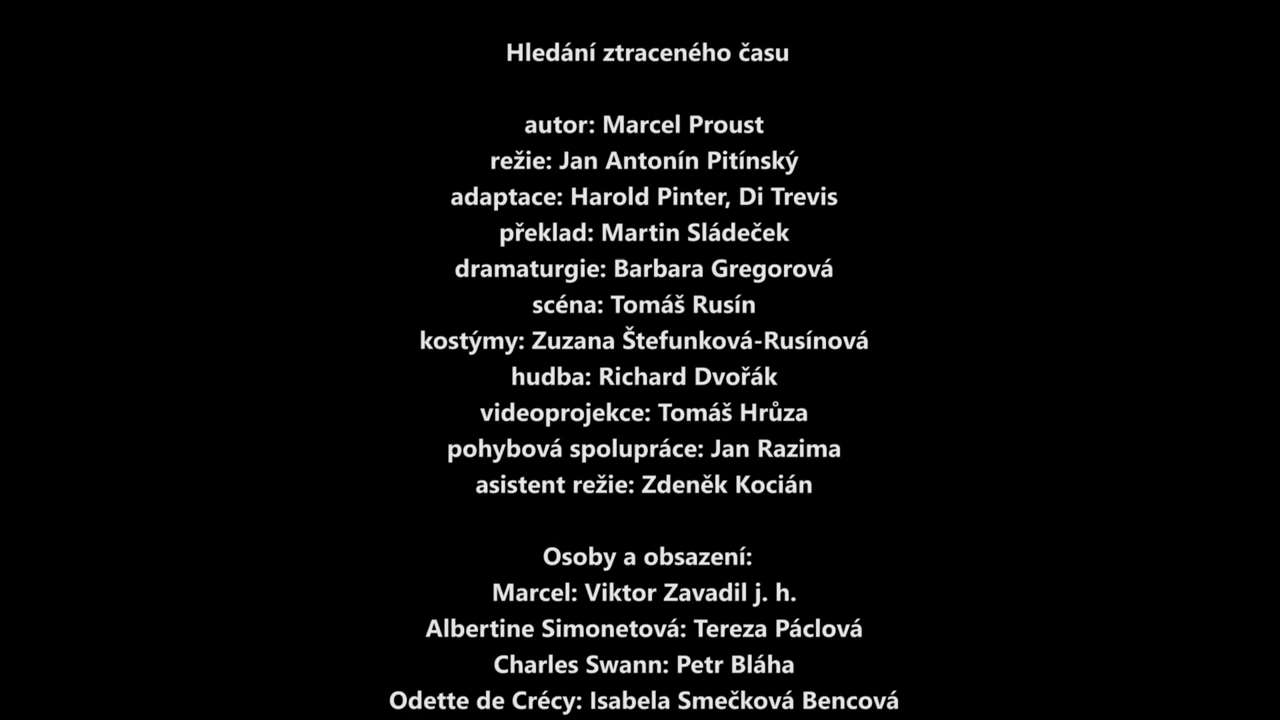 Hledání ztraceného času
autor: Marcel Proust
režie: Jan Antonín Pitínský
adaptace: Harold Pinter, Di Trevis
překlad: Martin Sládeček
dramaturgie: Barbara Gregorová
scéna: Tomáš Rusín
kostýmy: Zuzana Štefunková-Rusínová
hudba: Richard Dvořák
videoprojekce: Tomáš Hrůza
pohybová spolupráce: Jan Razima
asistent režie: Zdeněk Kocián
Osoby a obsazení:
Marcel: Viktor Zavadil j. h.
Albertine Simonetová: Tereza Páclová
Charles Swann: Petr Bláha
Odette de Crécy: Isabela Smečková Bencová